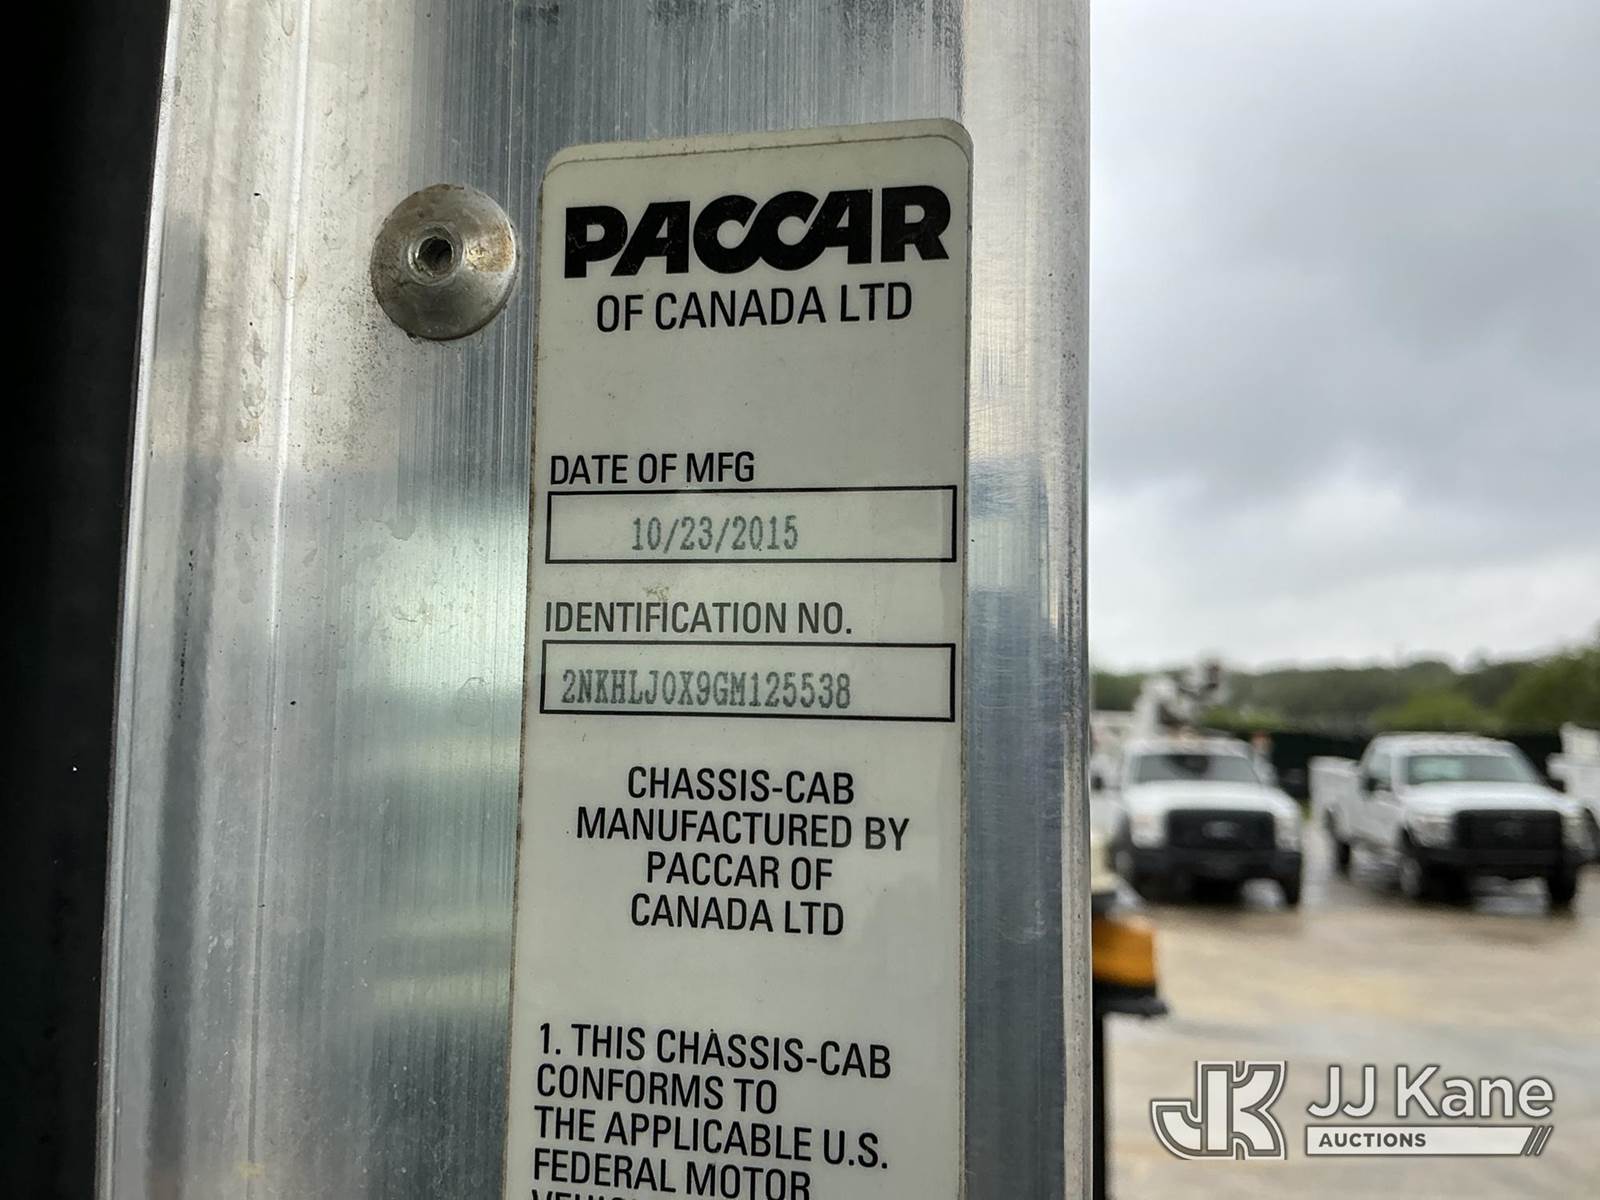 PACCAR
OF CANADA LTD
DATE OF MFG
10/23/2015
IDENTIFICATION NO.
2NKHLJ0X9GM125538
CHASSIS-CAB
MANUFACTURED BY
PACCAR OF
CANADA LTD
1. THIS CHASSIS-CAB
CONFORMS TO
THE APPLICABLE U.S.
FEDERAL MOTOR
JJ Kane
AUCTIONS